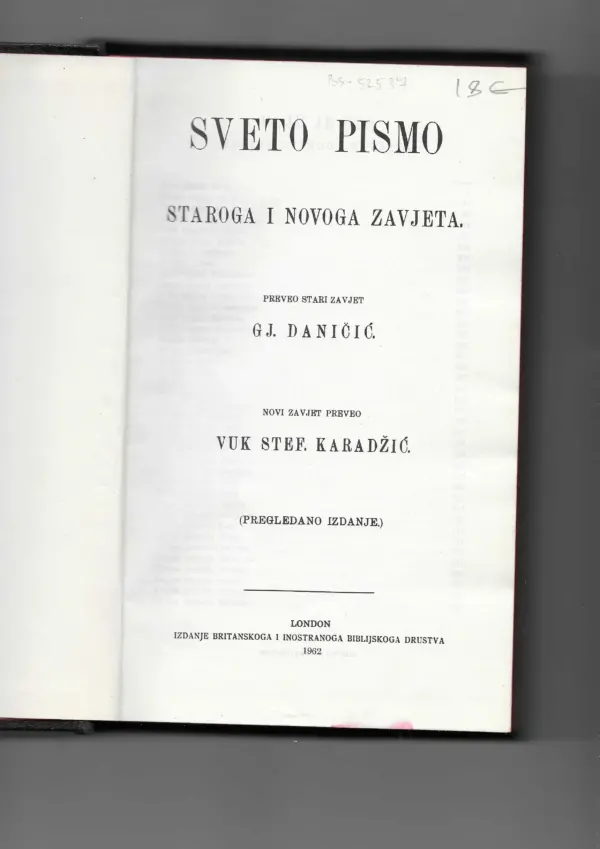 18€
SVETO PISMO
STAROGA I NOVOGA ZAVJETA.
PREVEO STARI ZAVJET
GJ. DANIČIĆ.
NOVI ZAVJET PREVEO
VUK STEF. KARADŽIĆ.
(PREGLEDANO IZDANJE.)
LONDON
IZDANJE BRITANSKOGA I INOSTRANOGA BIBLIJSKOGA DRUSTVA
1962